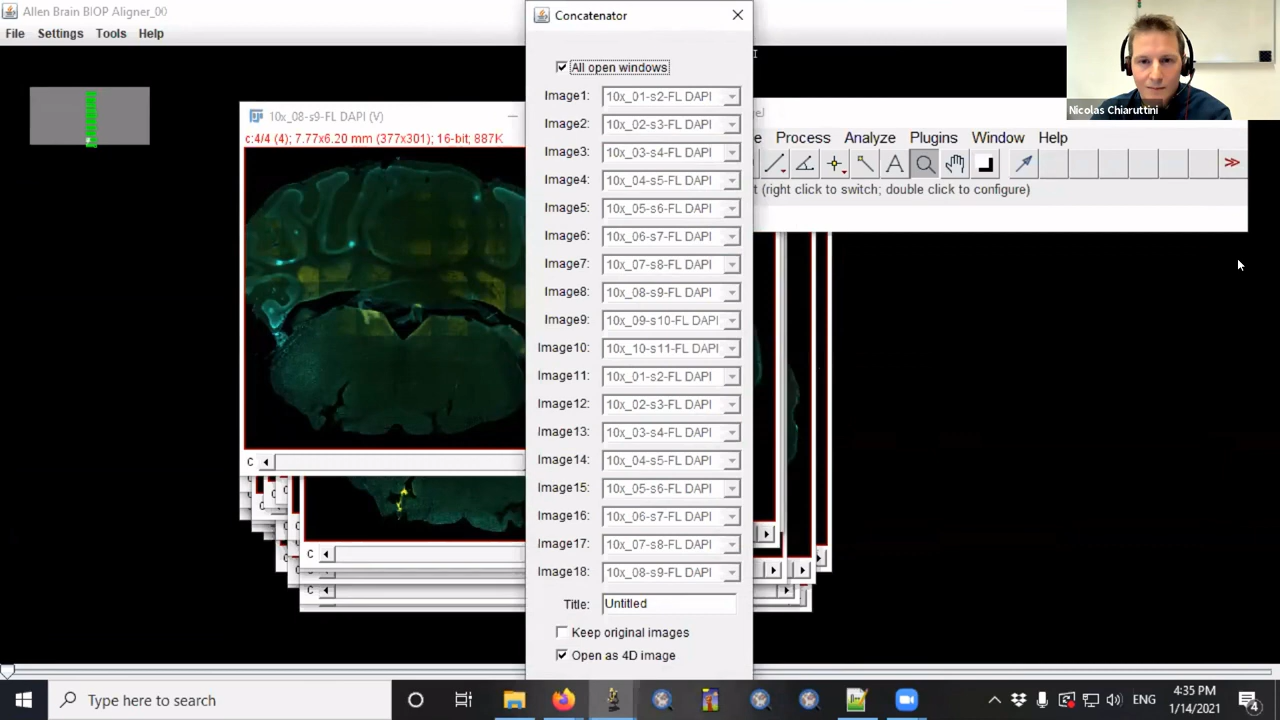 Allen Brain BIOP Aligner_00
File Settings Tools Help
Concatenator
All open windows
Image1: 10x_01-s2-FL DAPI
Image2: 10x_02-s3-FL DAPI
Image3: 10x_03-s4-FL DAPI
Image4: 10x_04-s5-FL DAPI
Image5: 10x_05-s6-FL DAPI
Image6: 10x_06-s7-FL DAPI
Image7: 10x_07-s8-FL DAPI
Image8: 10x_08-s9-FL DAPI
Image9: 10x_09-s10-FL DAPI
Image10: 10x_10-s11-FL DAPI
Image11: 10x_01-s2-FL DAPI
Image12: 10x_02-s3-FL DAPI
Image13: 10x_03-s4-FL DAPI
Image14: 10x_04-s5-FL DAPI
Image15: 10x_05-s6-FL DAPI
Image16: 10x_06-s7-FL DAPI
Image17: 10x_07-s8-FL DAPI
Image18: 10x_08-s9-FL DAPI
Title: Untitled
Keep original images
Open as 4D image
10x_08-s9-FL DAPI (V)
c:4/4 (4); 7.77x6.20 mm (377x301); 16-bit; 887K
C
C
C
Process Analyze Plugins Window Help
A
(right click to switch; double click to configure)
Nicolas Chiaruttini
Type here to search
ENG
4:35 PM
1/14/2021
4